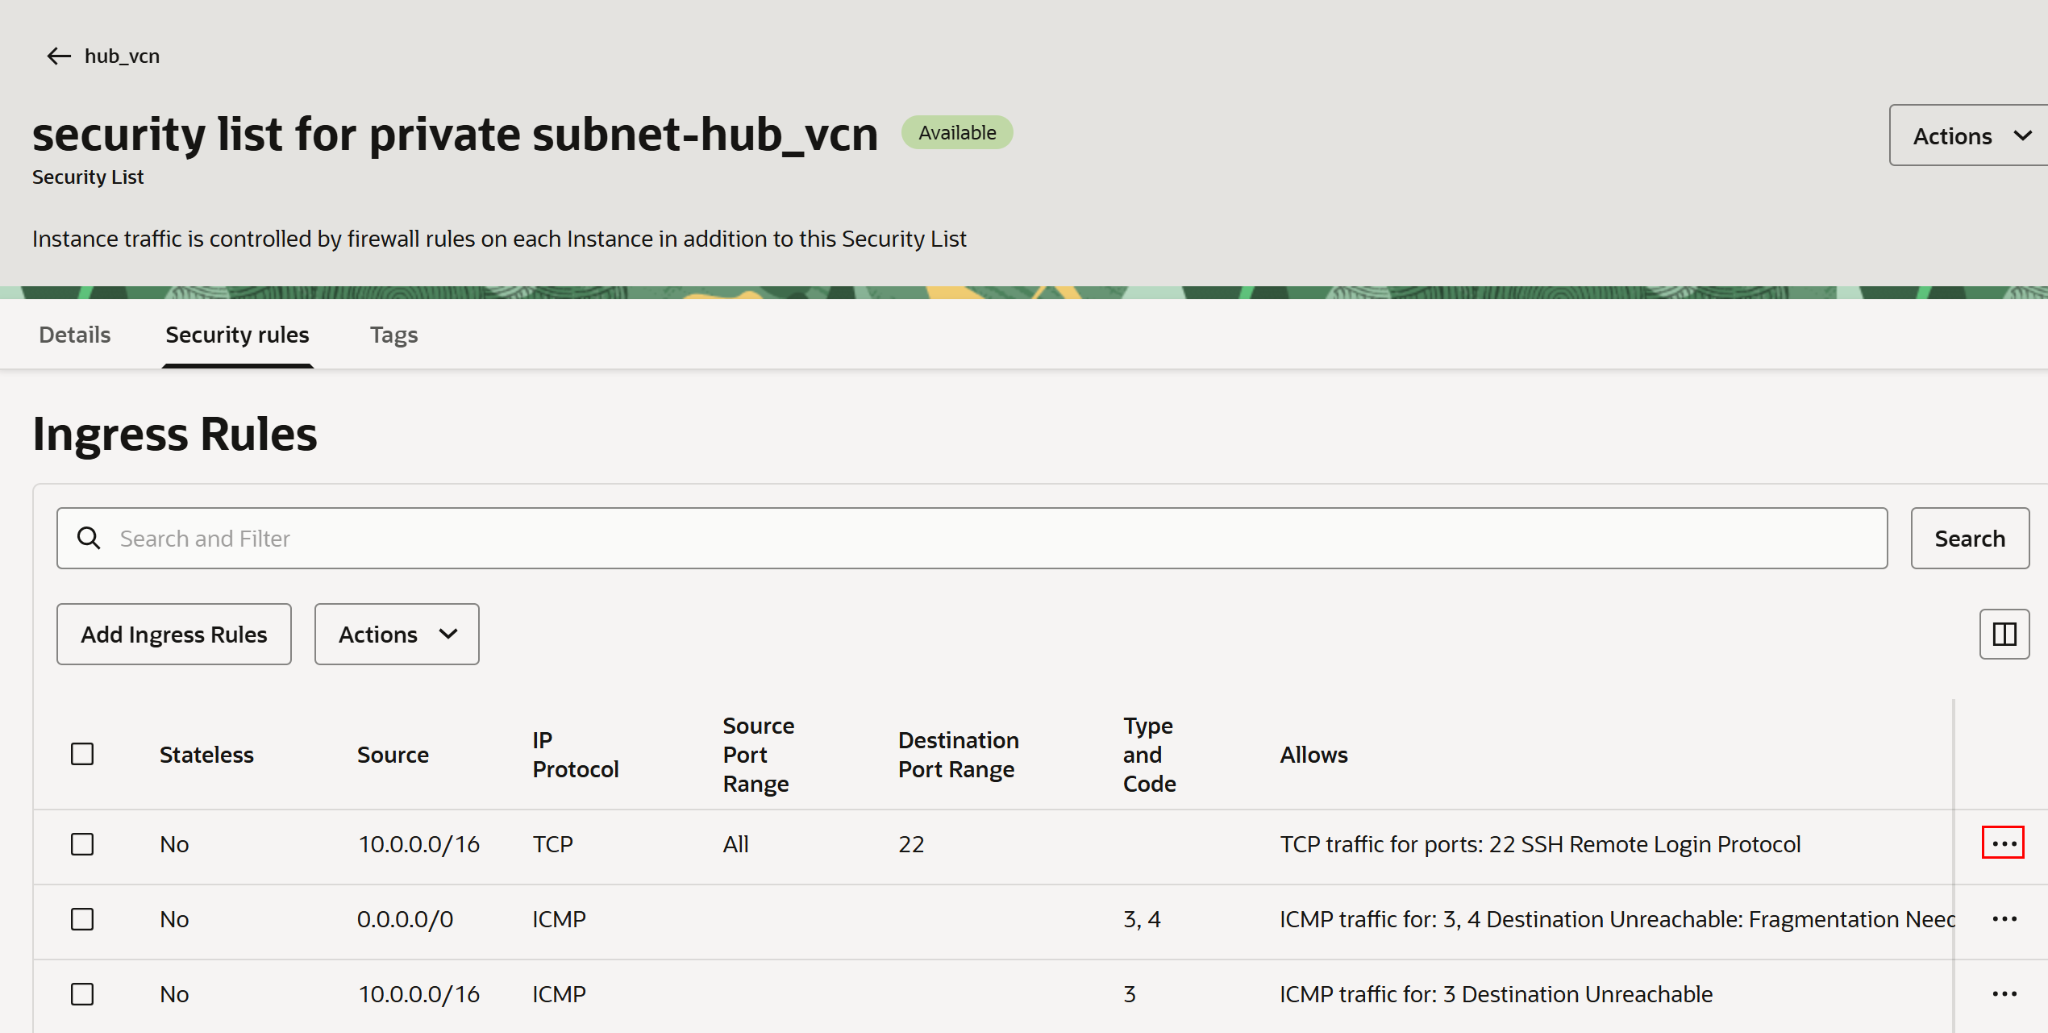 hub_vcn
security list for private subnet-hub_vcn Available
Actions
Security List
Instance traffic is controlled by firewall rules on each Instance in addition to this Security List
Details Security rules Tags
Ingress Rules
Search and Filter Search
Add Ingress Rules Actions
Stateless Source IP Protocol Source Port Range Destination Port Range Type and Code Allows
No 10.0.0.0/16 TCP All 22 TCP traffic for ports: 22 SSH Remote Login Protocol
No 0.0.0.0/0 ICMP 3, 4 ICMP traffic for: 3, 4 Destination Unreachable: Fragmentation Need
No 10.0.0.0/16 ICMP 3 ICMP traffic for: 3 Destination Unreachable